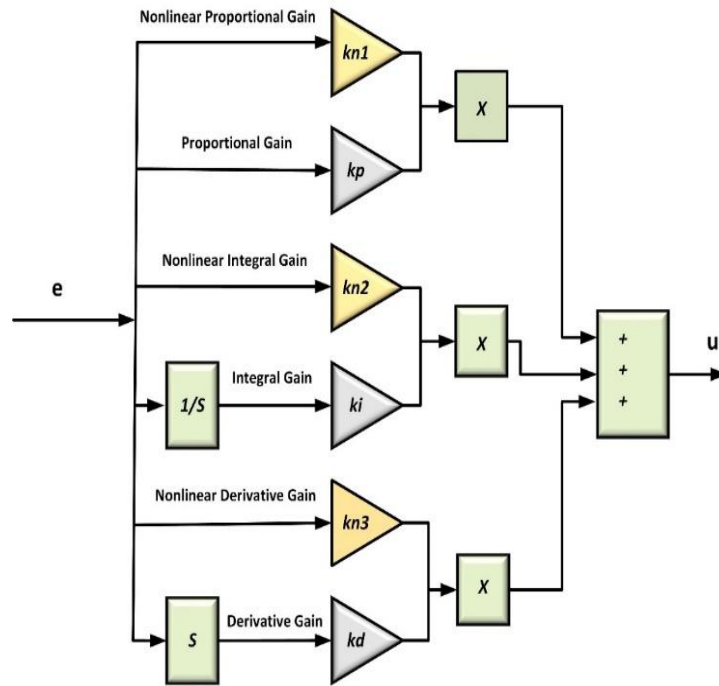 Nonlinear Proportional Gain
kn1
X
Proportional Gain
kp
Nonlinear Integral Gain
kn2
e
X
+
u
+
+
Integral Gain
1/S
ki
Nonlinear Derivative Gain
kn3
X
Derivative Gain
S
kd